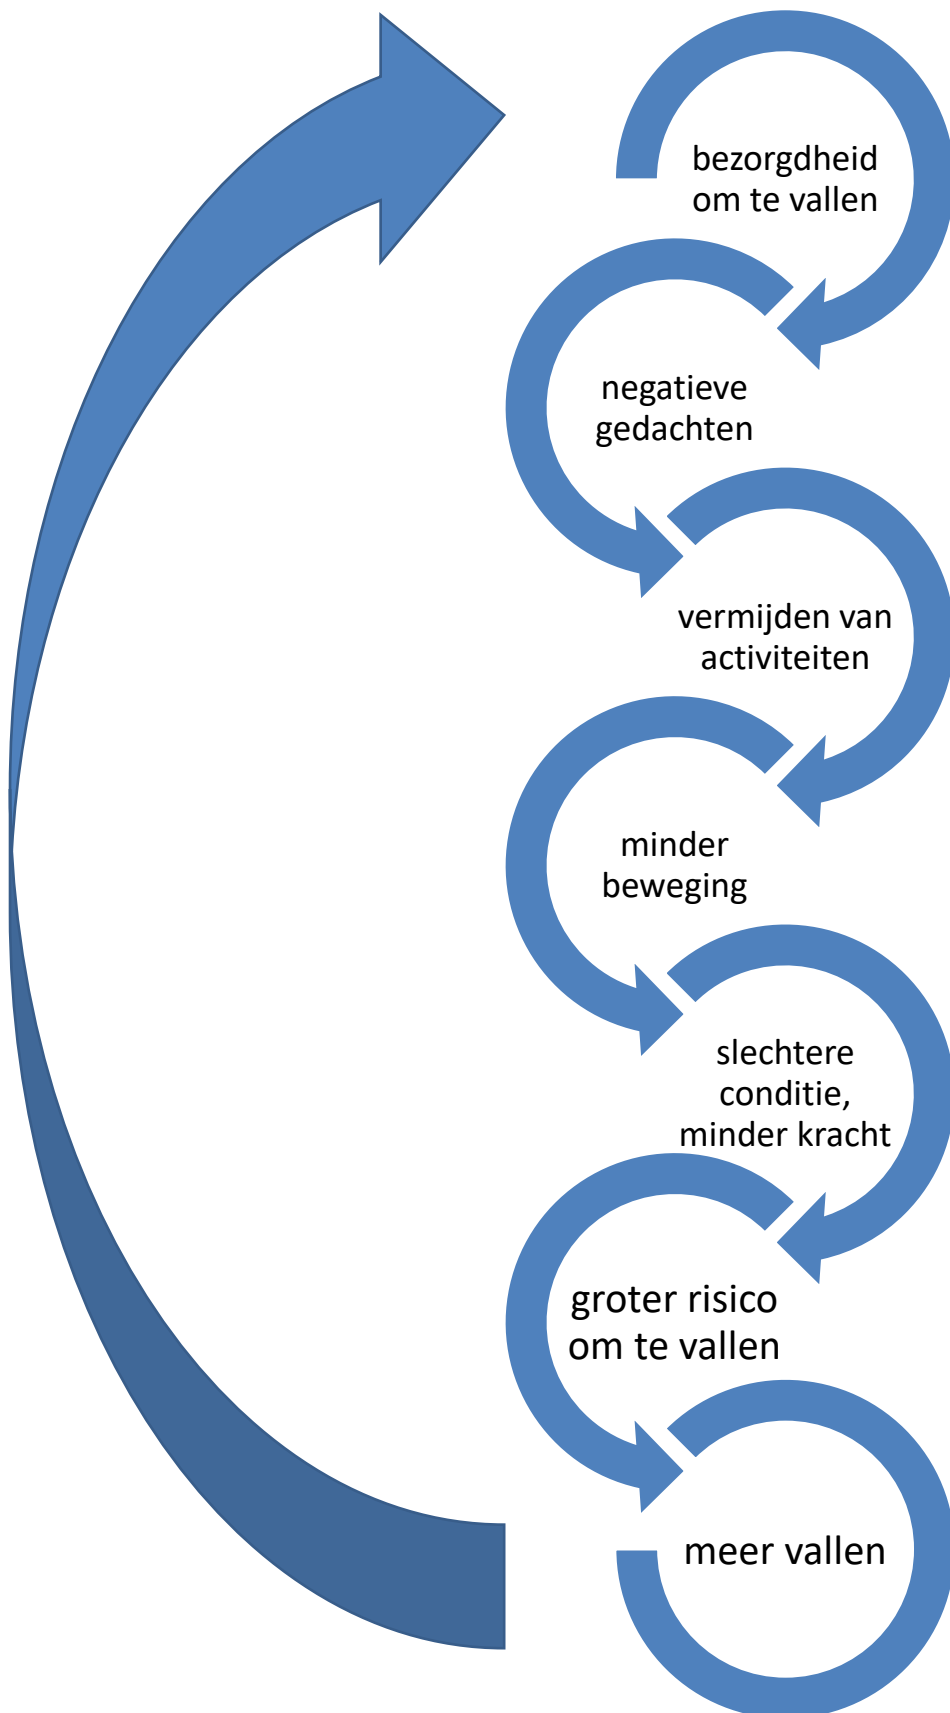 bezorgdheid
om te vallen
negatieve
gedachten
vermijden van
activiteiten
minder
beweging
slechtere
conditie,
minder kracht
groter risico
om te vallen
meer vallen